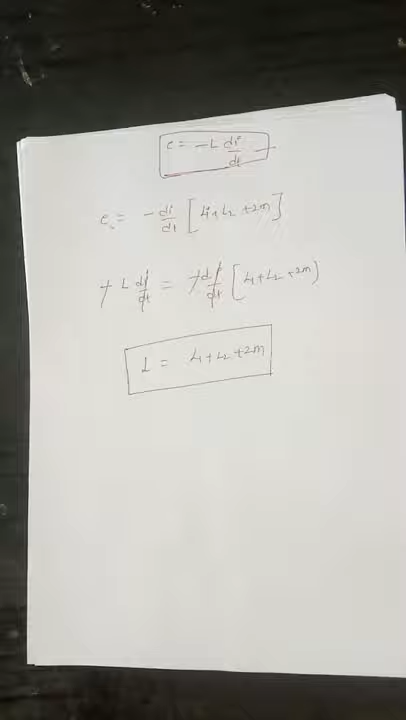 e = -L di/dt
e = - di/dt [L1+L2 +2m]
- L di/dt = - di/dt [L1+L2 +2m]
L = L1+L2 +2m